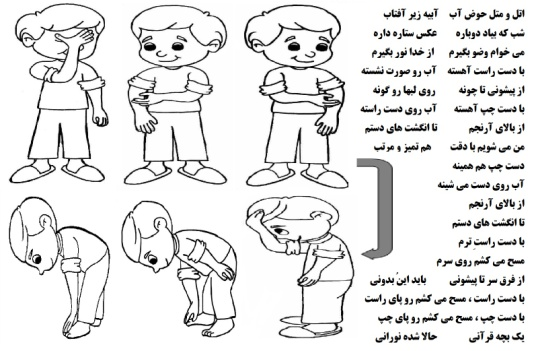 اتل و متل حوض آب آبیه زیر آفتاب
شب که بیاد دوباره عکس ستاره داره
می خوام وضو بگیرم از خدا نور بگیرم
با دست راست آهسته آب رو صورت نشسته
از پیشونی تا چونه روی لبها رو گونه
با دست چپ آهسته آب روی دست راسته
از بالای آرنجم تا انگشت های دستم
من می شویم با دقت هم تمیز و مرتب
دست چپ هم همینه
آب روی دست می شینه
از بالای آرنجم
تا انگشت های دستم
با دست راستِ ترم
مسح می کشم روی سرم
از فرق سر تا پیشونی باید اینُ بدونی
با دست راست ، مسح می کشم رو پای راست
با دست چپ ، مسح می کشم رو پای چپ
یک بچه قرآنی حالا شده نورانی